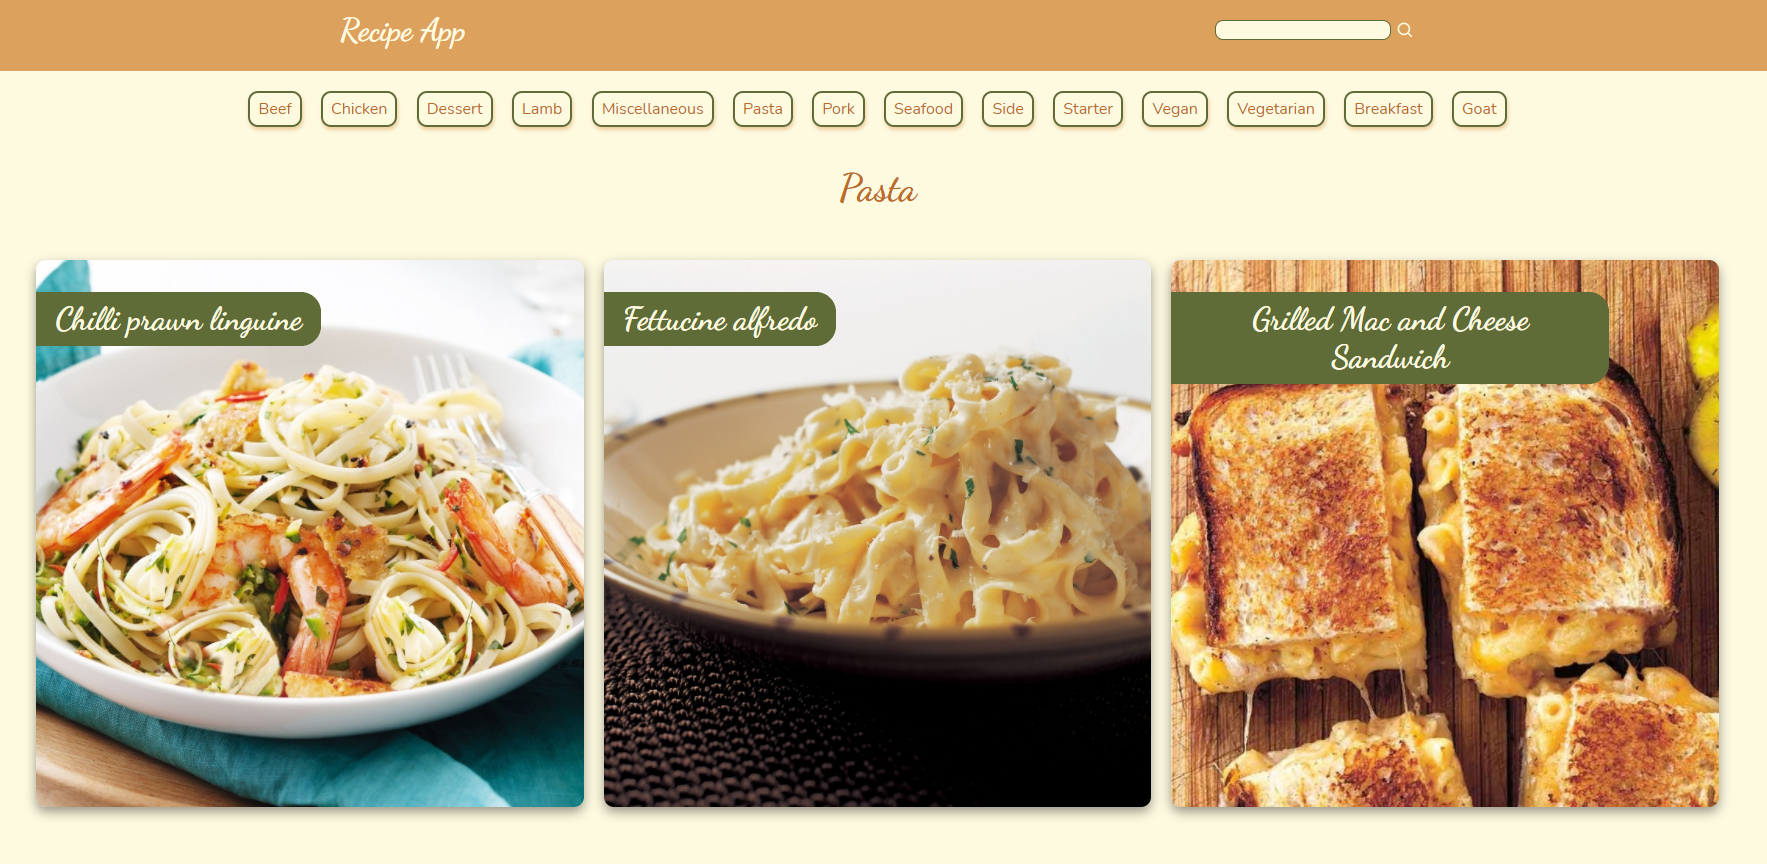 Recipe App
Beef Chicken Dessert Lamb Miscellaneous Pasta Pork Seafood Side Starter Vegan Vegetarian Breakfast Goat
Pasta
Chilli prawn linguine
Fettucine alfredo
Grilled Mac and Cheese
Sandwich